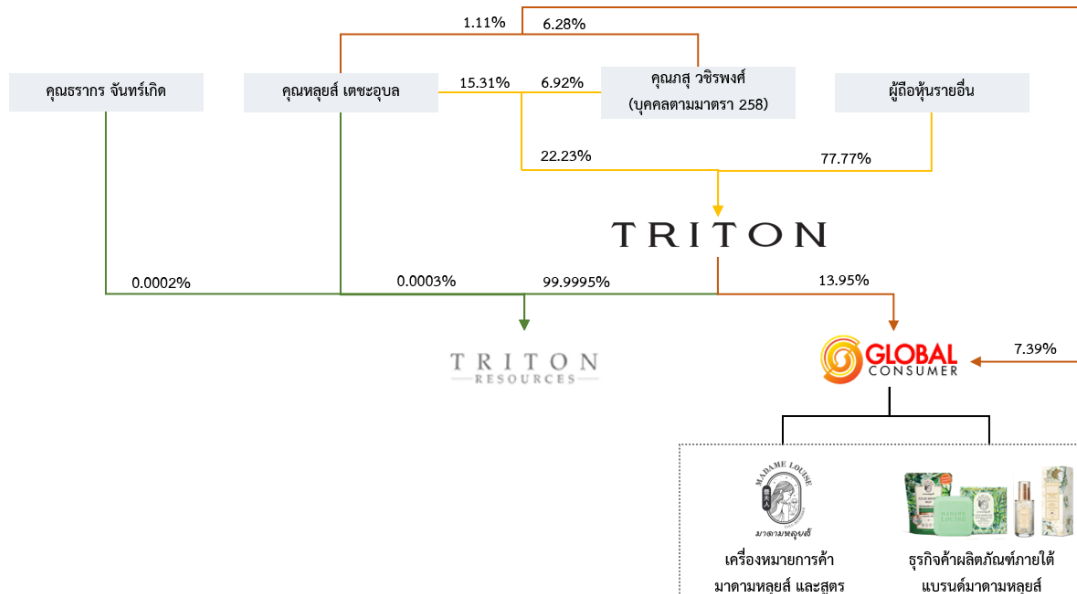 1.11% 6.28%
คุณธรากร จันทร์เกิด
คุณหลุยส์ เตชะอุบล
15.31% 6.92%
คุณภสุ วชิรพงศ์
(บุคคลตามมาตรา 258)
ผู้ถือหุ้นรายอื่น
22.23%
77.77%
TRITON
0.0002%
0.0003%
99.9995%
13.95%
TRITON
RESOURCES
GLOBAL
CONSUMER
7.39%
MADAME LOUISE
มาดามหลุยส์
เครื่องหมายการค้า
มาดามหลุยส์ และสูตร
MADAME
LOUISE
ธุรกิจค้าผลิตภัณฑ์ภายใต้
แบรนด์มาดามหลุยส์